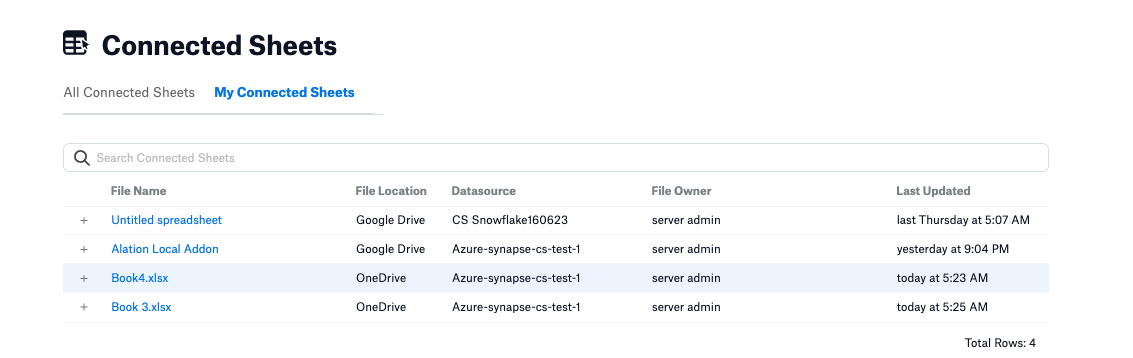 Connected Sheets
All Connected Sheets My Connected Sheets
Search Connected Sheets
File Name File Location Datasource File Owner Last Updated
+ Untitled spreadsheet Google Drive CS Snowflake160623 server admin last Thursday at 5:07 AM
+ Alation Local Addon Google Drive Azure-synapse-cs-test-1 server admin yesterday at 9:04 PM
+ Book4.xlsx OneDrive Azure-synapse-cs-test-1 server admin today at 5:23 AM
+ Book 3.xlsx OneDrive Azure-synapse-cs-test-1 server admin today at 5:25 AM
Total Rows: 4